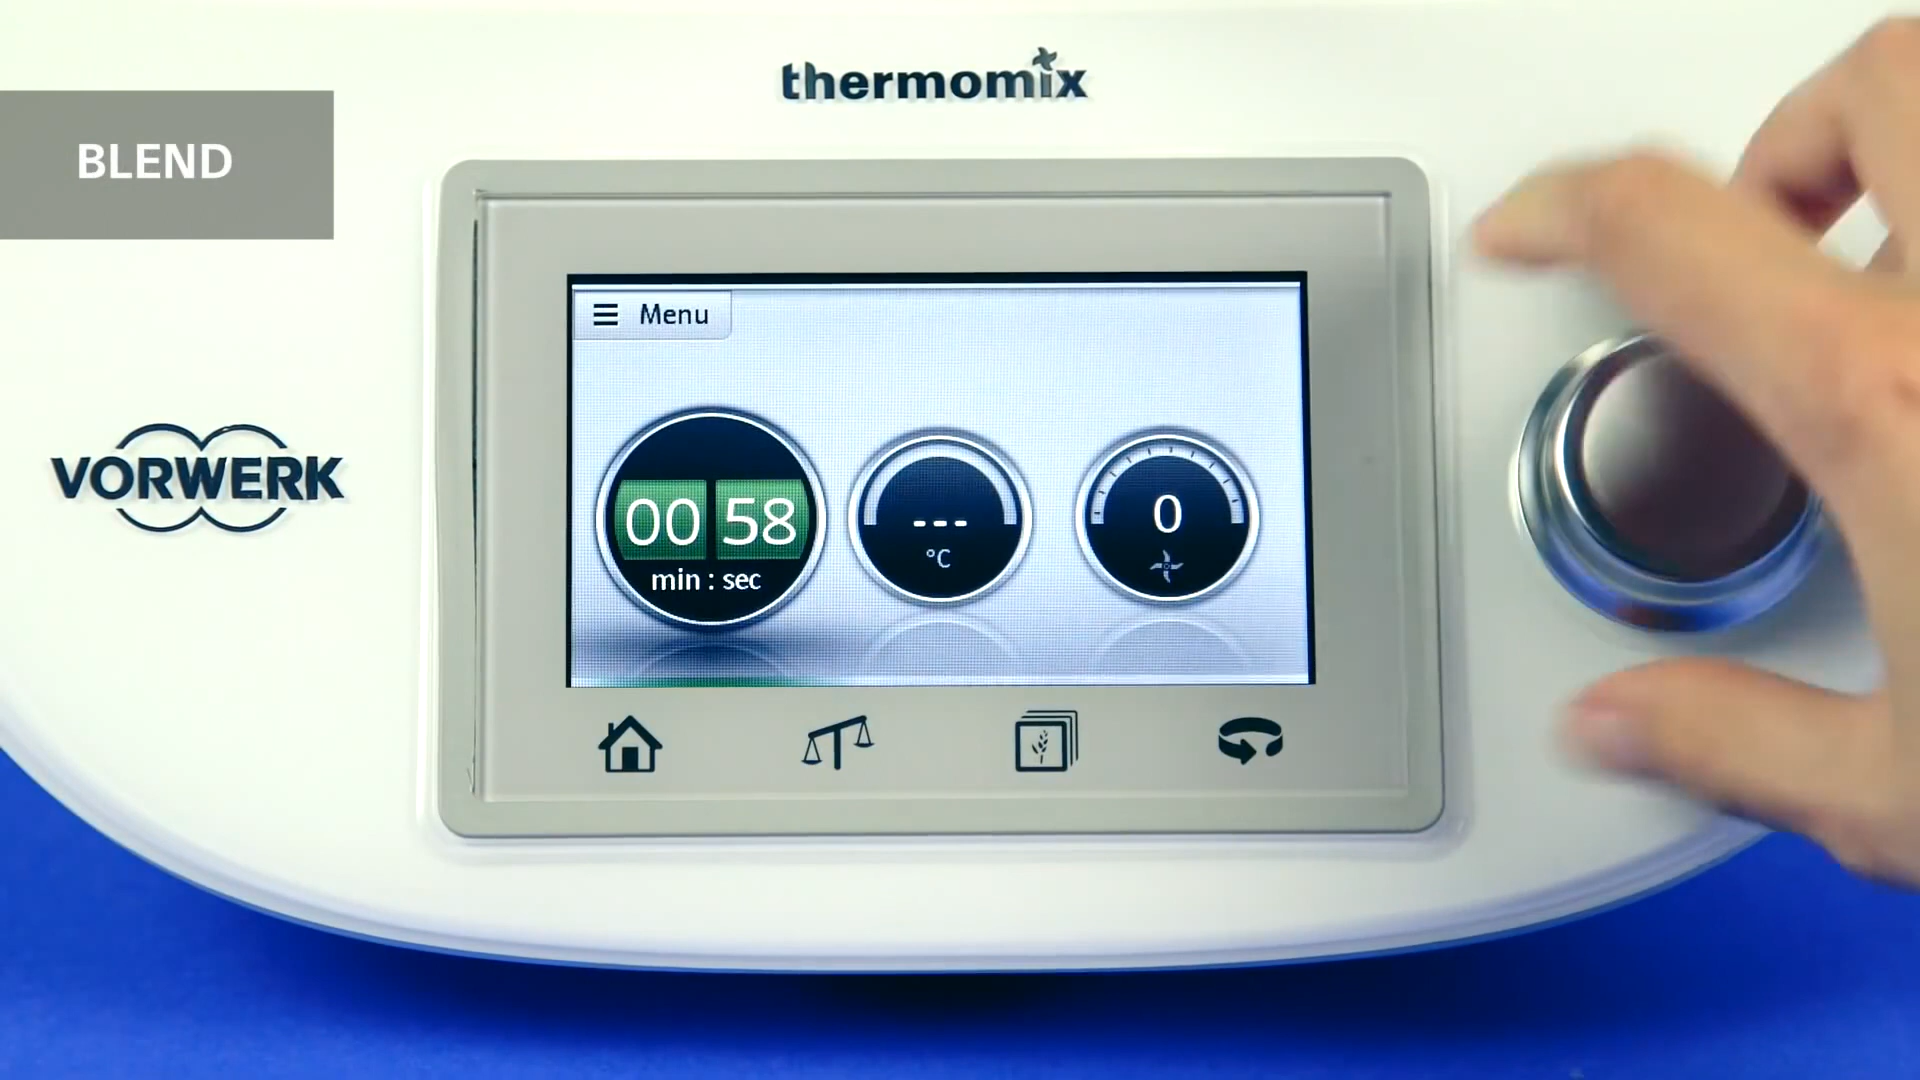 thermomix
BLEND
Menu
VORWERK
00 58
min : sec
---
°C
0